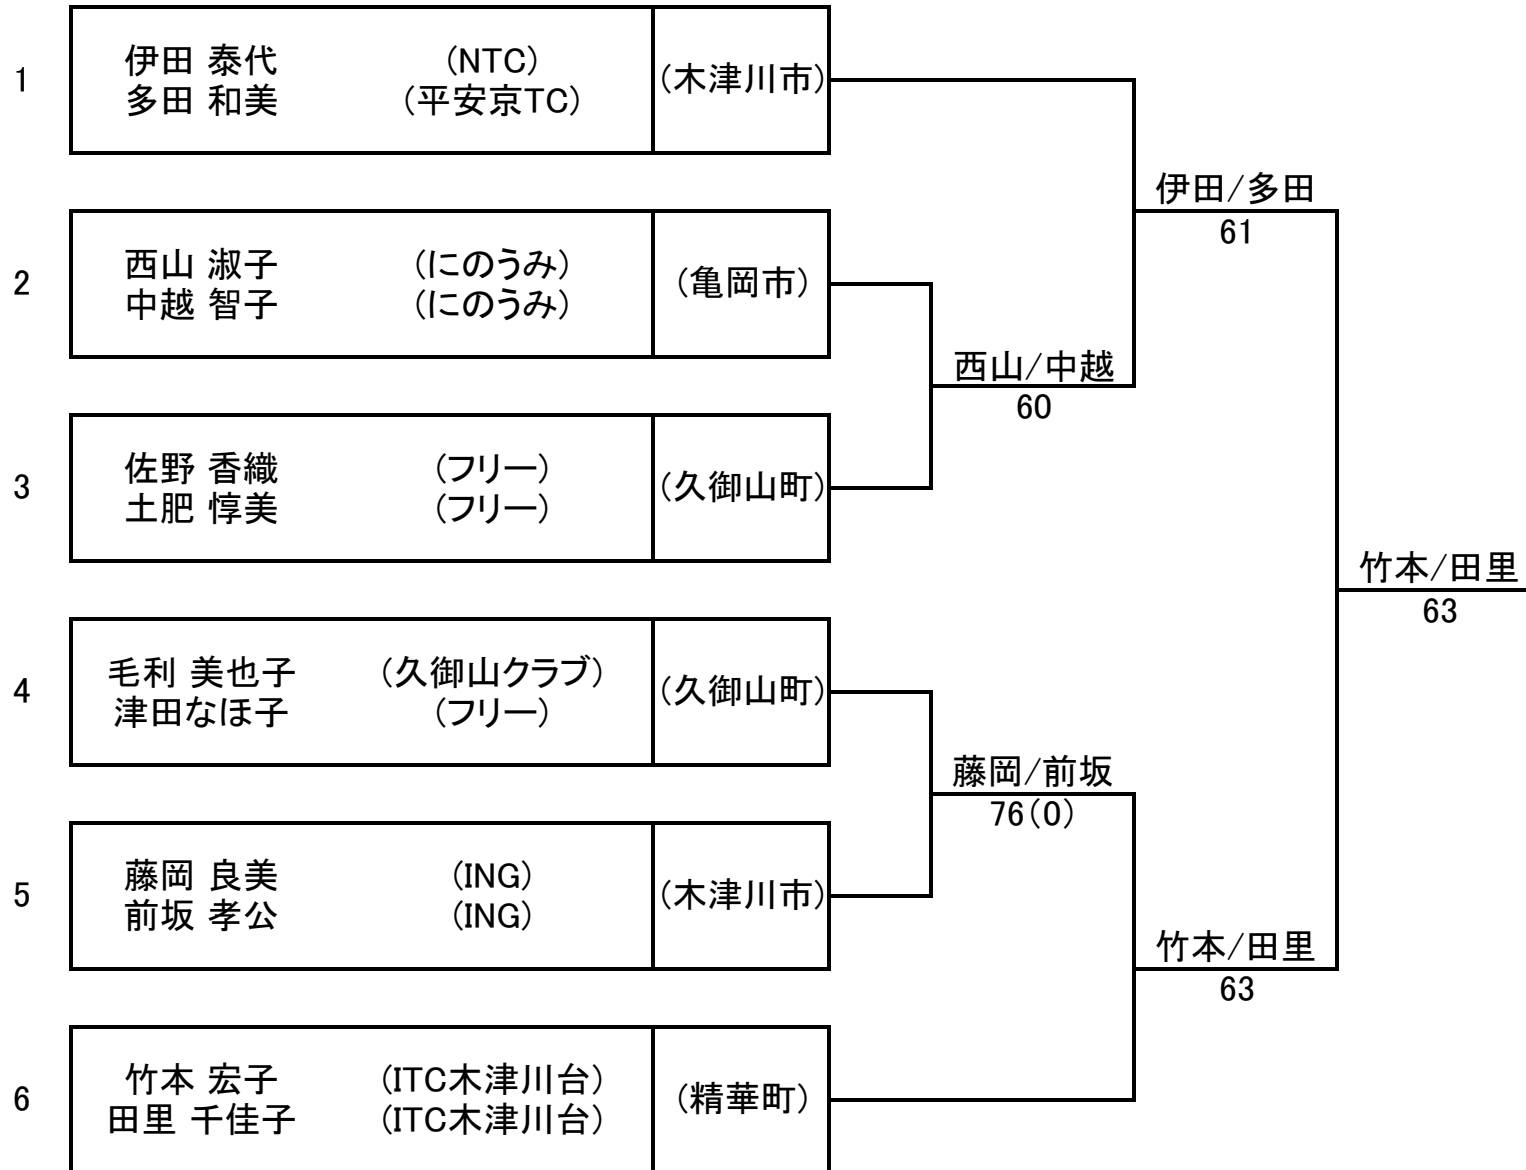 1
伊田 泰代 (NTC)
多田 和美 (平安京TC)
(木津川市)
伊田/多田
61
2
西山 淑子 (にのうみ)
中越 智子 (にのうみ)
(亀岡市)
西山/中越
60
3
佐野 香織 (フリー)
土肥 惇美 (フリー)
(久御山町)
竹本/田里
63
4
毛利 美也子 (久御山クラブ)
津田なほ子 (フリー)
(久御山町)
藤岡/前坂
76(0)
5
藤岡 良美 (ING)
前坂 孝公 (ING)
(木津川市)
竹本/田里
63
6
竹本 宏子 (ITC木津川台)
田里 千佳子 (ITC木津川台)
(精華町)